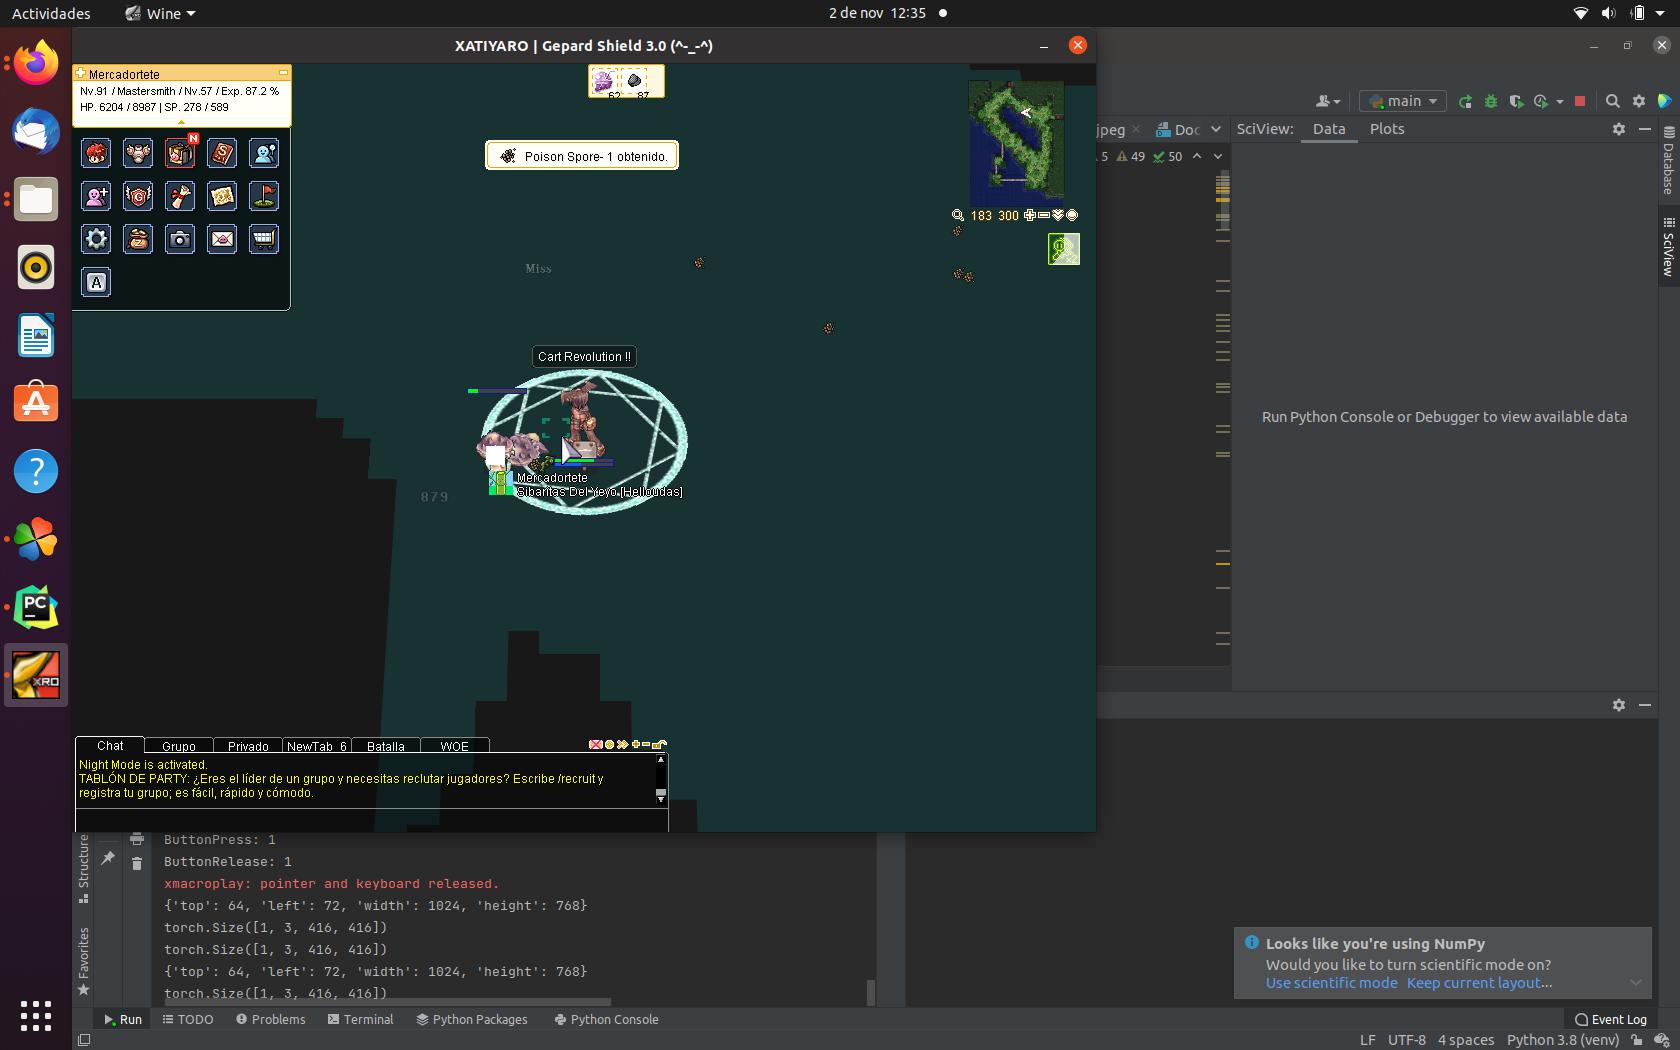 Actividades
Wine
2 de nov 12:35
XATIYARO | Gepard Shield 3.0 (^-_-^)
Mercadortete
Nv.91 / Mastersmith / Nv.57 / Exp. 87.2 %
HP. 6204 / 8987 | SP. 278 / 589
N
A
62
87
Poison Spore- 1 obtenido.
183 300
Miss
Cart Revolution !!
879
Mercadortete
Sibaritas Del Yeyo [Helloudas]
Chat
Grupo
Privado
NewTab_6
Batalla
WOE
Night Mode is activated.
TABLÓN DE PARTY: ¿Eres el líder de un grupo y necesitas reclutar jugadores? Escribe /recruit y
registra tu grupo; es fácil, rápido y cómodo.
main
jpeg
Doc
SciView:
Data
Plots
5
49
50
Database
SciView
Run Python Console or Debugger to view available data
PC
XRO
Structure
Favorites
ButtonPress: 1
ButtonRelease: 1
xmacroplay: pointer and keyboard released.
{'top': 64, 'left': 72, 'width': 1024, 'height': 768}
torch.Size([1, 3, 416, 416])
torch.Size([1, 3, 416, 416])
{'top': 64, 'left': 72, 'width': 1024, 'height': 768}
torch.Size([1, 3, 416, 416])
Looks like you're using NumPy
Would you like to turn scientific mode on?
Use scientific mode Keep current layout...
Run
TODO
Problems
Terminal
Python Packages
Python Console
Event Log
LF UTF-8 4 spaces Python 3.8 (venv)